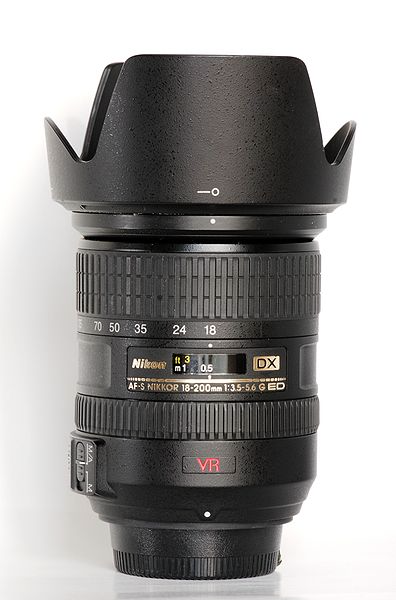 70 50 35 24 18
Nikon
ft 3
m 1 0.5
DX
AF-S NIKKOR 18-200mm 1:3.5-5.6 G ED
VR
M/A M